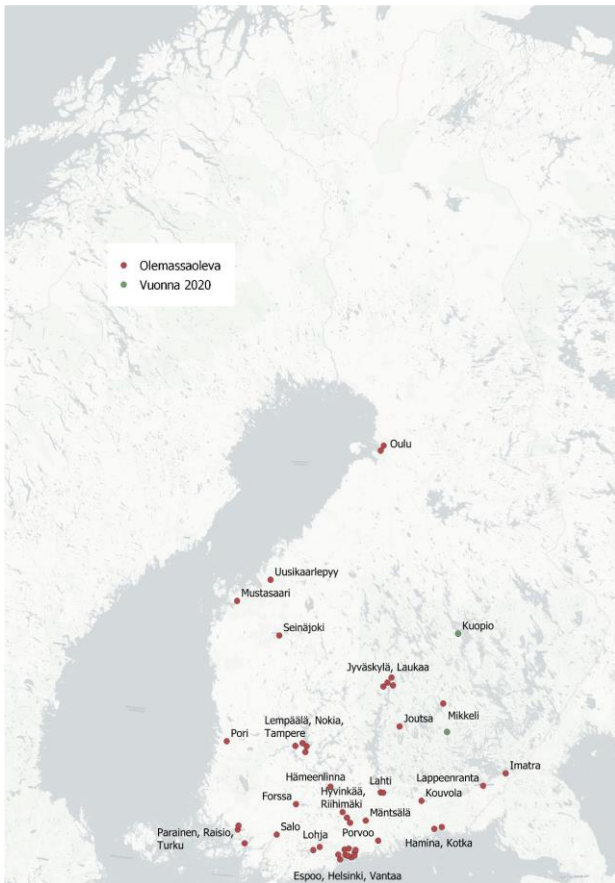 Olemassaoleva
Vuonna 2020
Oulu
Uusikaarlepyy
Mustasaari
Seinäjoki
Kuopio
Jyväskylä, Laukaa
Mikkeli
Joutsa
Lempäälä, Nokia,
Tampere
Pori
Imatra
Lappeenranta
Hämeenlinna
Lahti
Hyvinkää,
Riihimäki
Kouvola
Forssa
Mäntsälä
Parainen, Raisio,
Turku
Salo
Lohja
Porvoo
Hamina, Kotka
Espoo, Helsinki, Vantaa